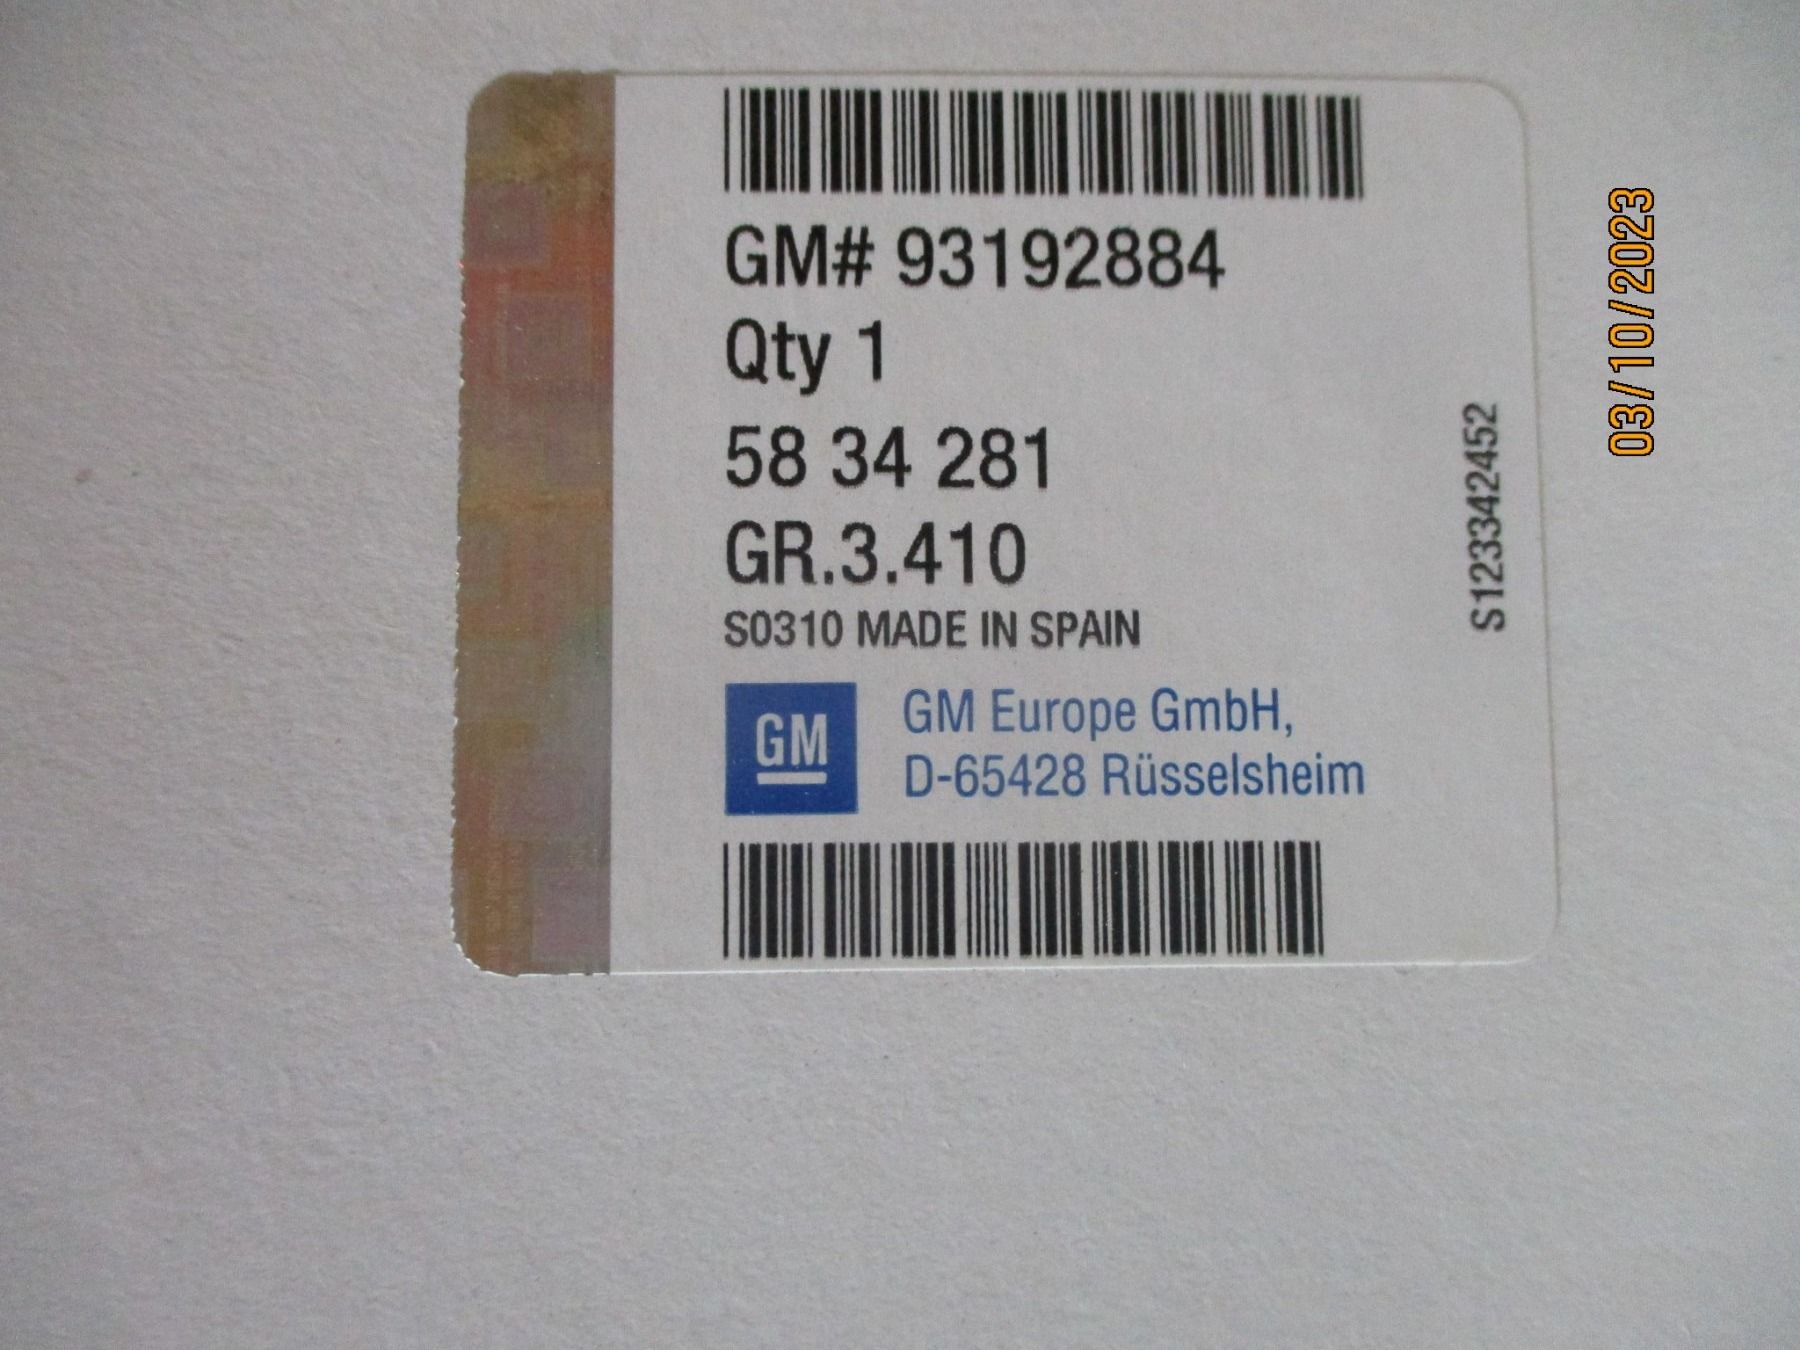 GM# 93192884
Qty 1
58 34 281
GR.3.410
S0310 MADE IN SPAIN
GM
GM Europe GmbH,
D-65428 Rüsselsheim
S123342452
03/10/2023